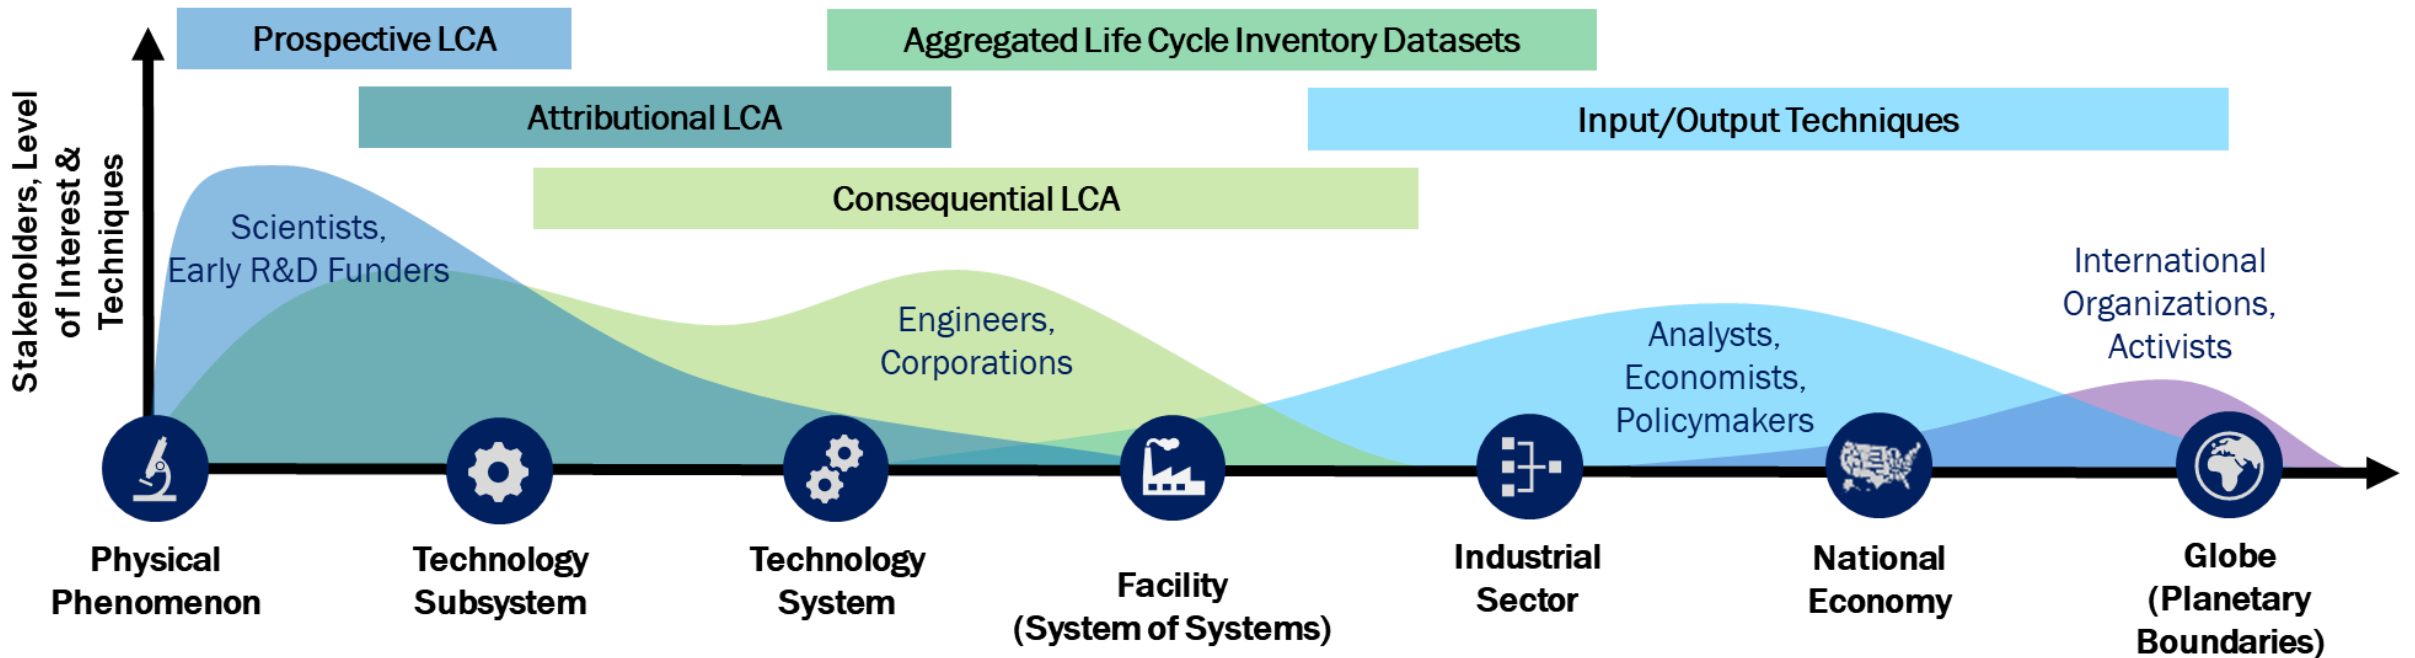 Prospective LCA
Aggregated Life Cycle Inventory Datasets
Attributional LCA
Input/Output Techniques
Consequential LCA
Stakeholders, Level
of Interest &
Techniques
Scientists,
Early R&D Funders
Engineers,
Corporations
Analysts,
Economists,
Policymakers
International
Organizations,
Activists
Physical
Phenomenon
Technology
Subsystem
Technology
System
Facility
(System of Systems)
Industrial
Sector
National
Economy
Globe
(Planetary
Boundaries)